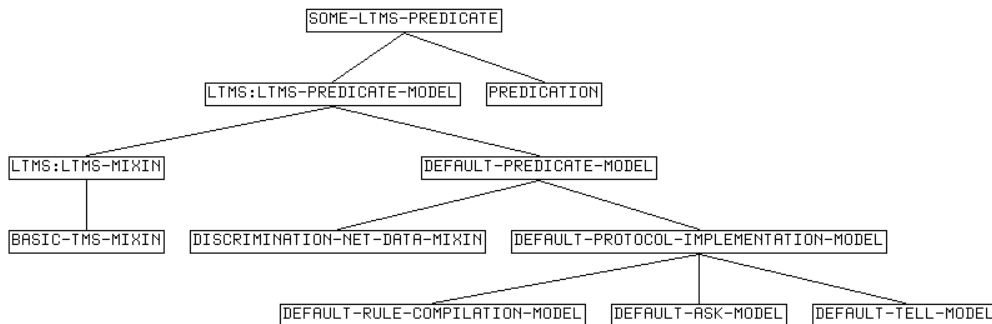 SOME-LTMS-PREDICATE
LTMS:LTMS-PREDICATE-MODEL
PREDICATION
LTMS:LTMS-MIXIN
DEFAULT-PREDICATE-MODEL
BASIC-TMS-MIXIN
DISCRIMINATION-NET-DATA-MIXIN
DEFAULT-PROTOCOL-IMPLEMENTATION-MODEL
DEFAULT-RULE-COMPILATION-MODEL
DEFAULT-ASK-MODEL
DEFAULT-TELL-MODEL